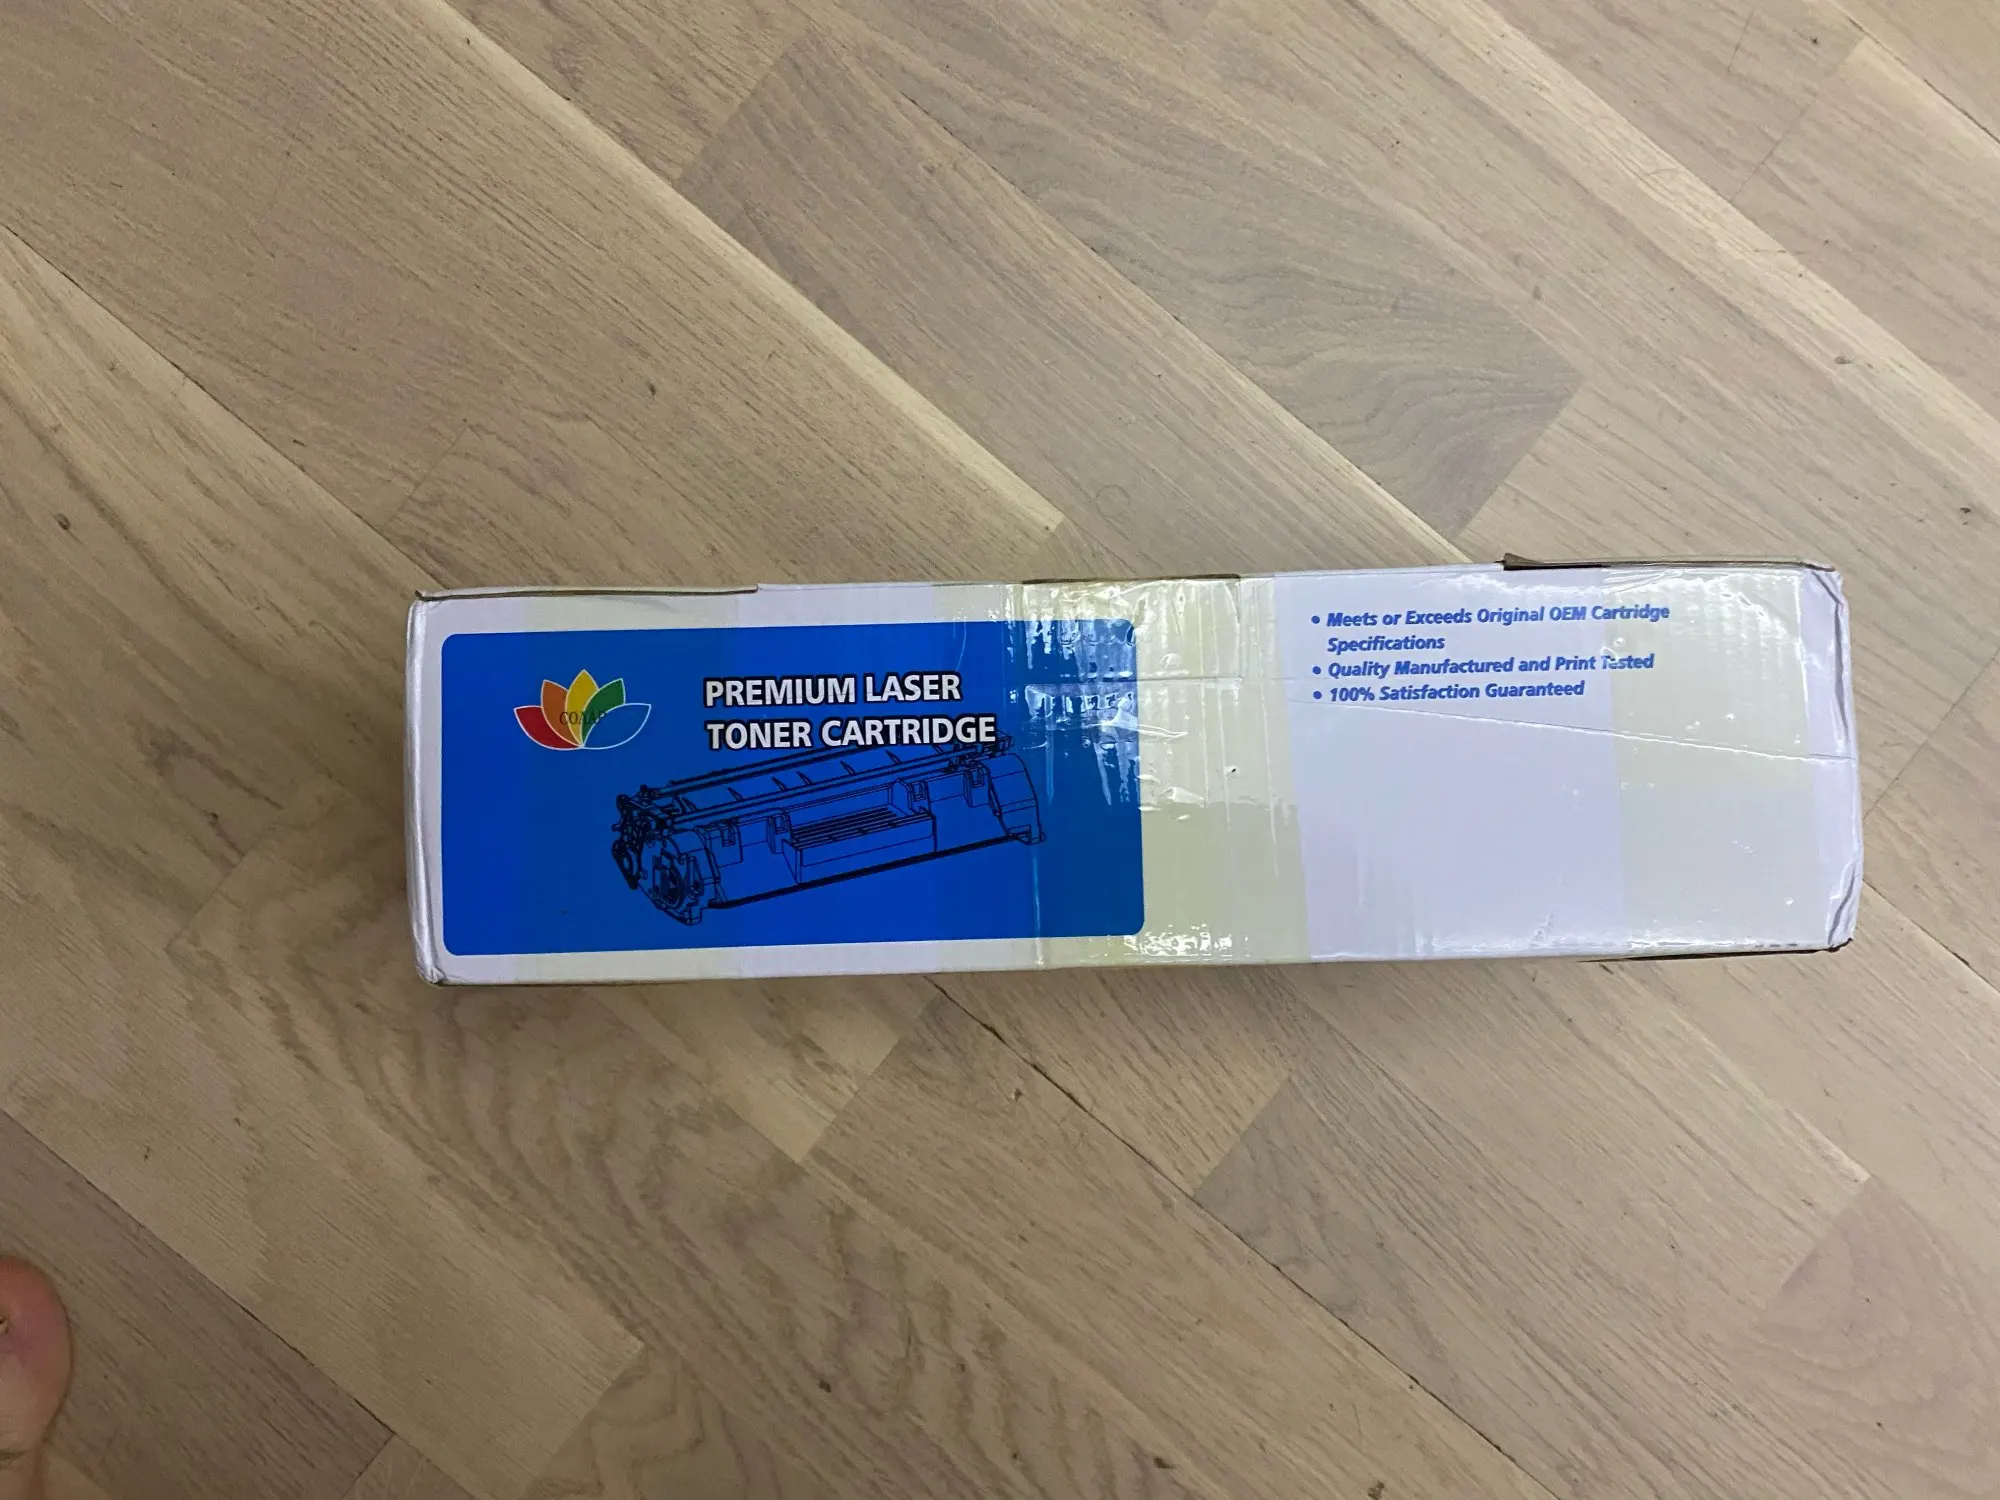 COAAP
PREMIUM LASER
TONER CARTRIDGE
• Meets or Exceeds Original OEM Cartridge
Specifications
• Quality Manufactured and Print Tested
• 100% Satisfaction Guaranteed